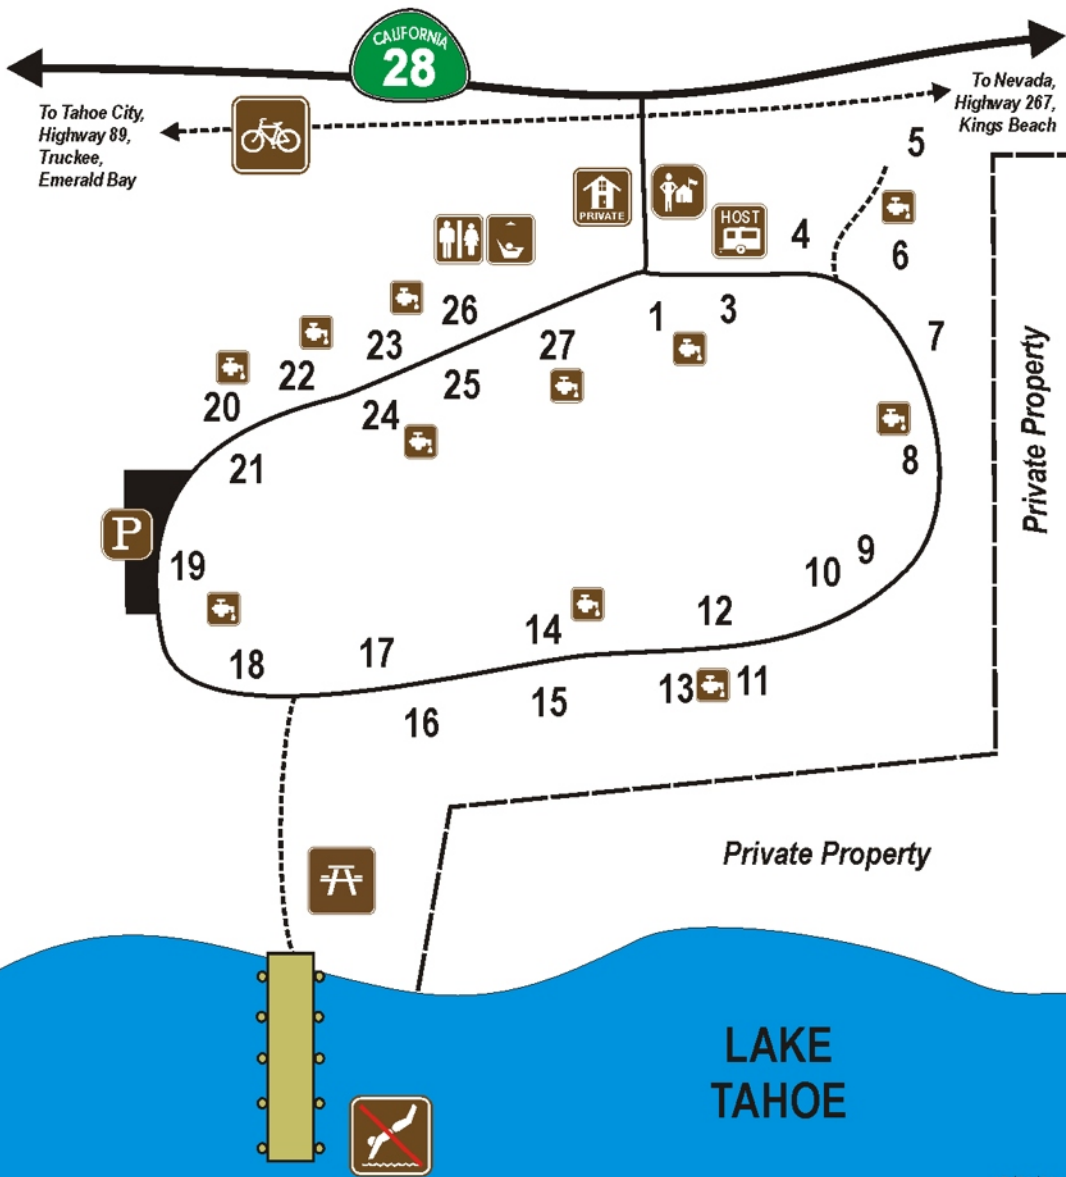 CALIFORNIA
28
To Tahoe City,
Highway 89,
Truckee,
Emerald Bay
To Nevada,
Highway 267,
Kings Beach
5
PRIVATE
HOST
4
6
26
1
3
7
23
27
22
25
20
24
21
8
Private Property
P
19
9
10
12
14
17
18
13
11
15
16
Private Property
LAKE
TAHOE